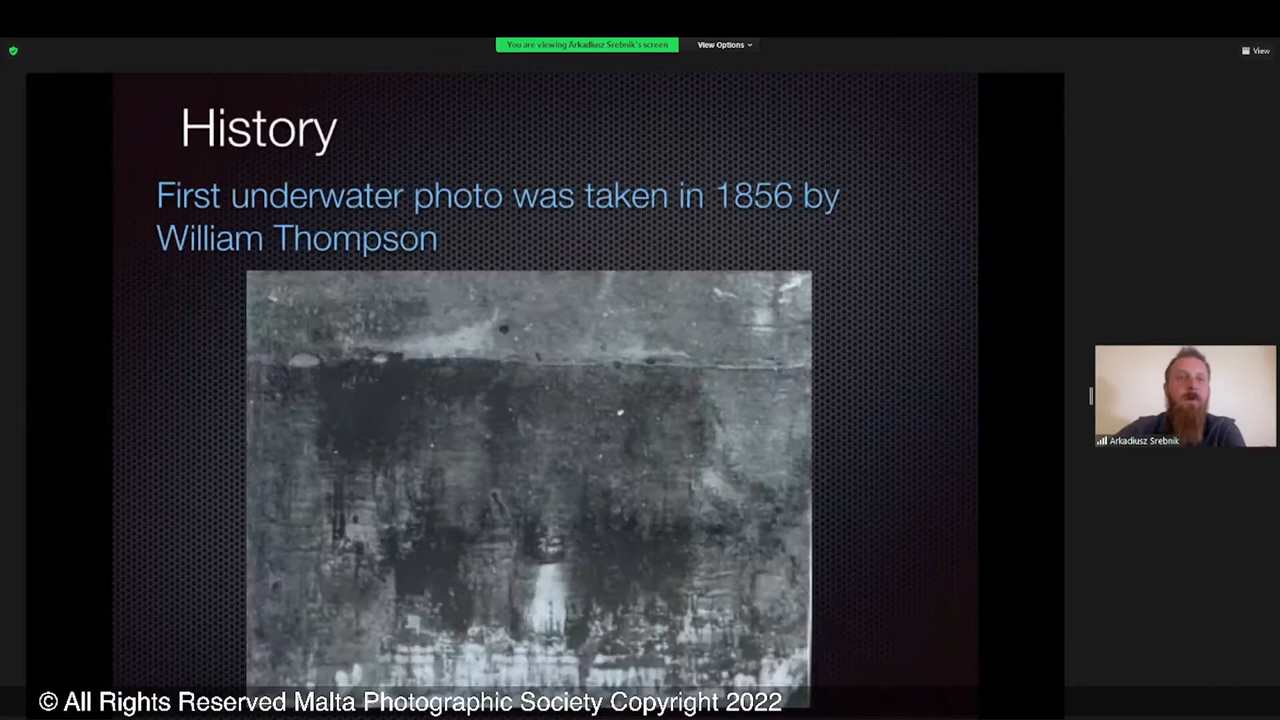 You are viewing Arkadiusz Srebnik's screen
View Options
View
History
First underwater photo was taken in 1856 by
William Thompson
Arkadiusz Srebnik
© All Rights Reserved Malta Photographic Society Copyright 2022